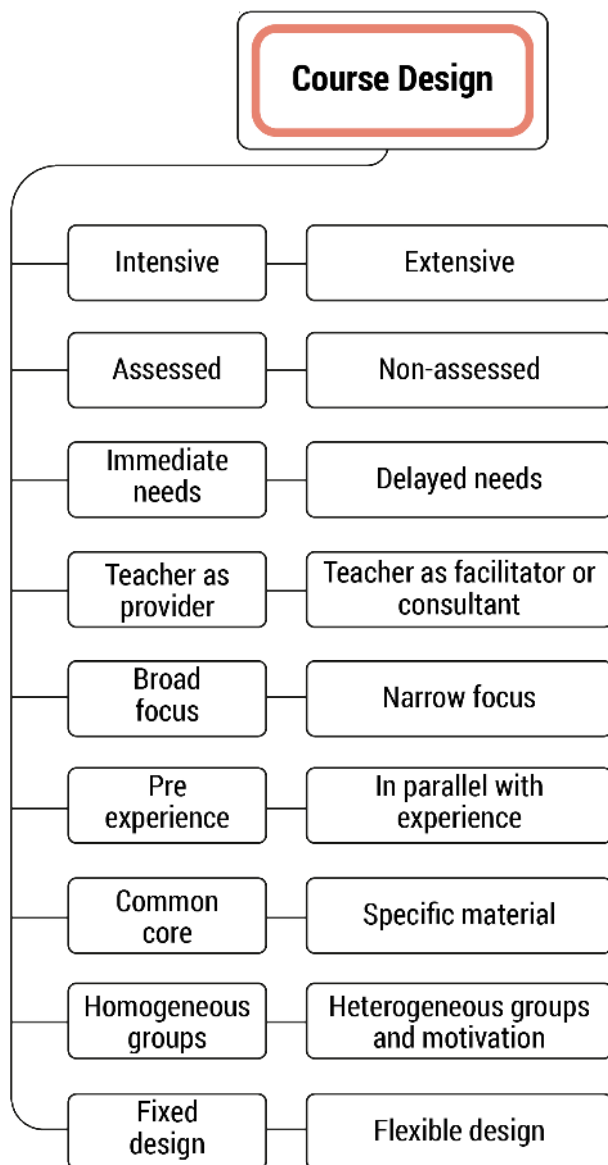 Course Design
Intensive
Extensive
Assessed
Non-assessed
Immediate
needs
Delayed needs
Teacher as
provider
Teacher as facilitator or
consultant
Broad
focus
Narrow focus
Pre
experience
In parallel with
experience
Common
core
Specific material
Homogeneous
groups
Heterogeneous groups
and motivation
Fixed
design
Flexible design